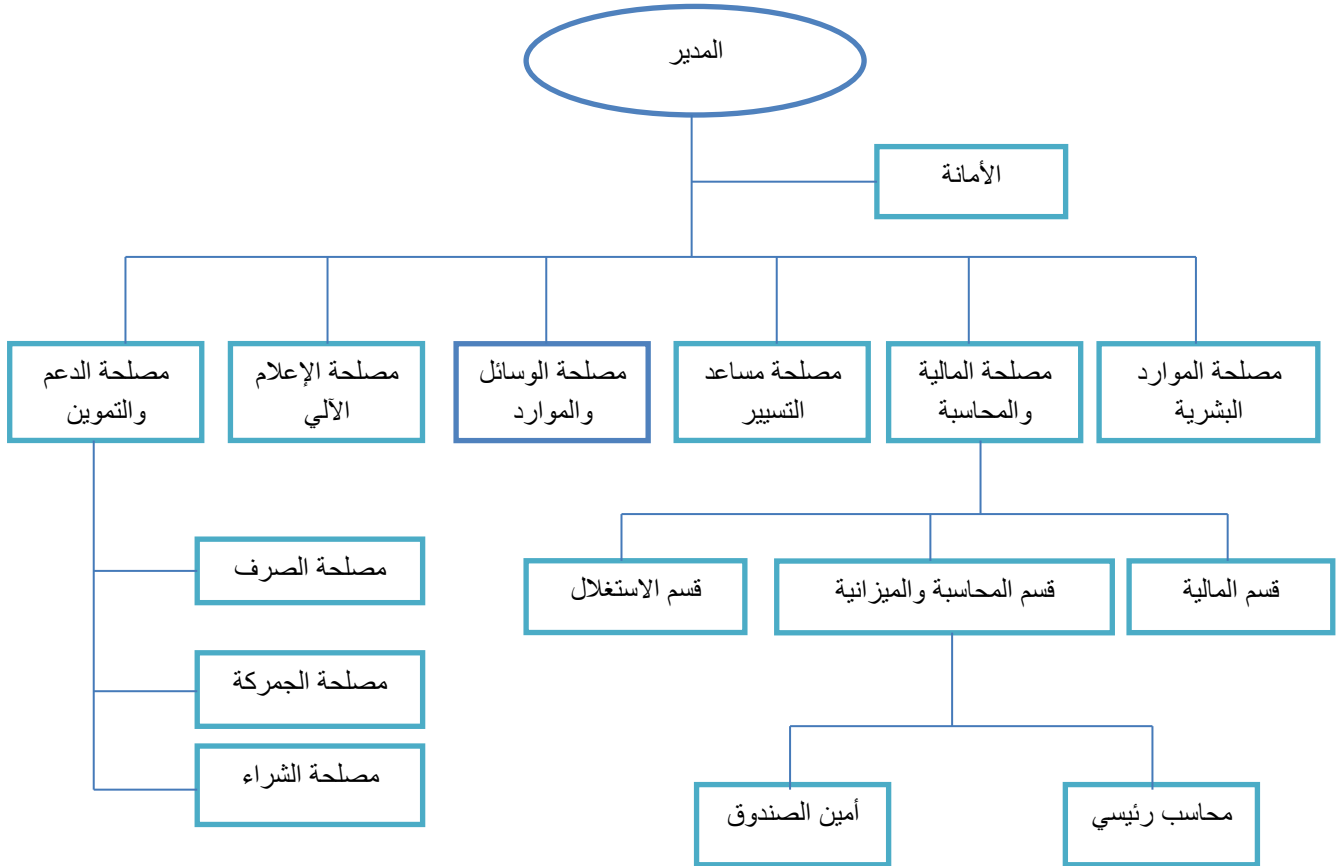 المدير
الأمانة
مصلحة الموارد
البشرية
مصلحة المالية
والمحاسبة
مصلحة مساعد
التسيير
مصلحة الوسائل
والموارد
مصلحة الإعلام
الآلي
مصلحة الدعم
والتموين
قسم المالية
قسم المحاسبة والميزانية
قسم الاستغلال
مصلحة الصرف
مصلحة الجمركة
مصلحة الشراء
محاسب رئيسي
أمين الصندوق